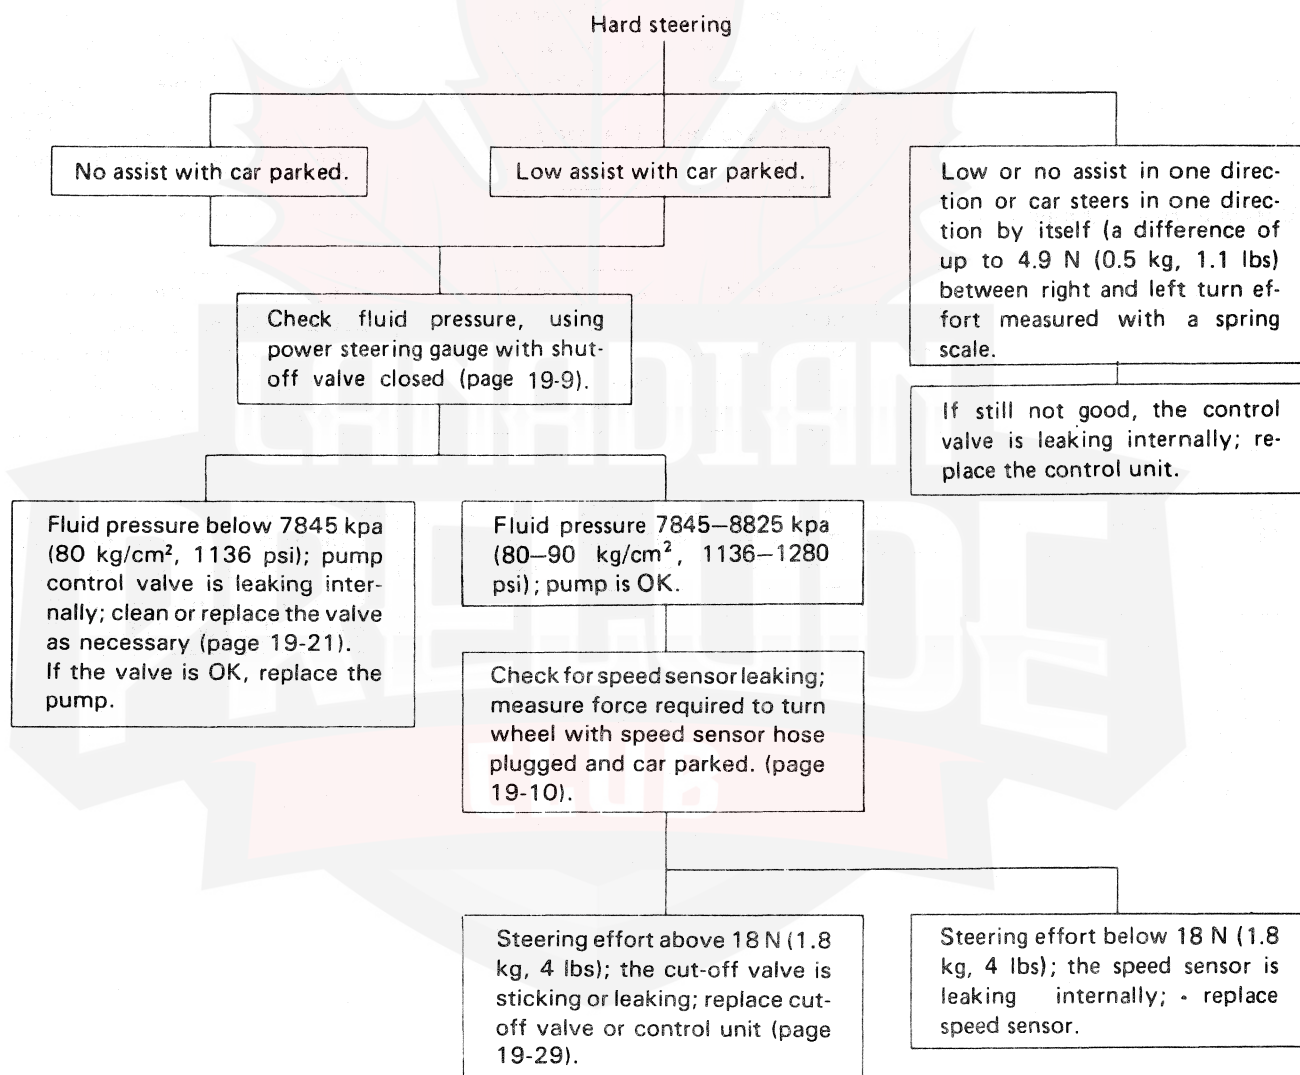 Hard steering
No assist with car parked.
Low assist with car parked.
Low or no assist in one direc-
tion or car steers in one direc-
tion by itself (a difference of
up to 4.9 N (0.5 kg, 1.1 lbs)
between right and left turn ef-
fort measured with a spring
scale.
Check fluid pressure, using
power steering gauge with shut-
off valve closed (page 19-9).
If still not good, the control
valve is leaking internally; re-
place the control unit.
Fluid pressure below 7845 kpa
(80 kg/cm², 1136 psi); pump
control valve is leaking inter-
nally; clean or replace the valve
as necessary (page 19-21).
If the valve is OK, replace the
pump.
Fluid pressure 7845–8825 kpa
(80–90 kg/cm², 1136–1280
psi); pump is OK.
Check for speed sensor leaking;
measure force required to turn
wheel with speed sensor hose
plugged and car parked. (page
19-10).
Steering effort above 18 N (1.8
kg, 4 lbs); the cut-off valve is
sticking or leaking; replace cut-
off valve or control unit (page
19-29).
Steering effort below 18 N (1.8
kg, 4 lbs); the speed sensor is
leaking internally; - replace
speed sensor.
CANADIAN
PRELUDE
CLUB